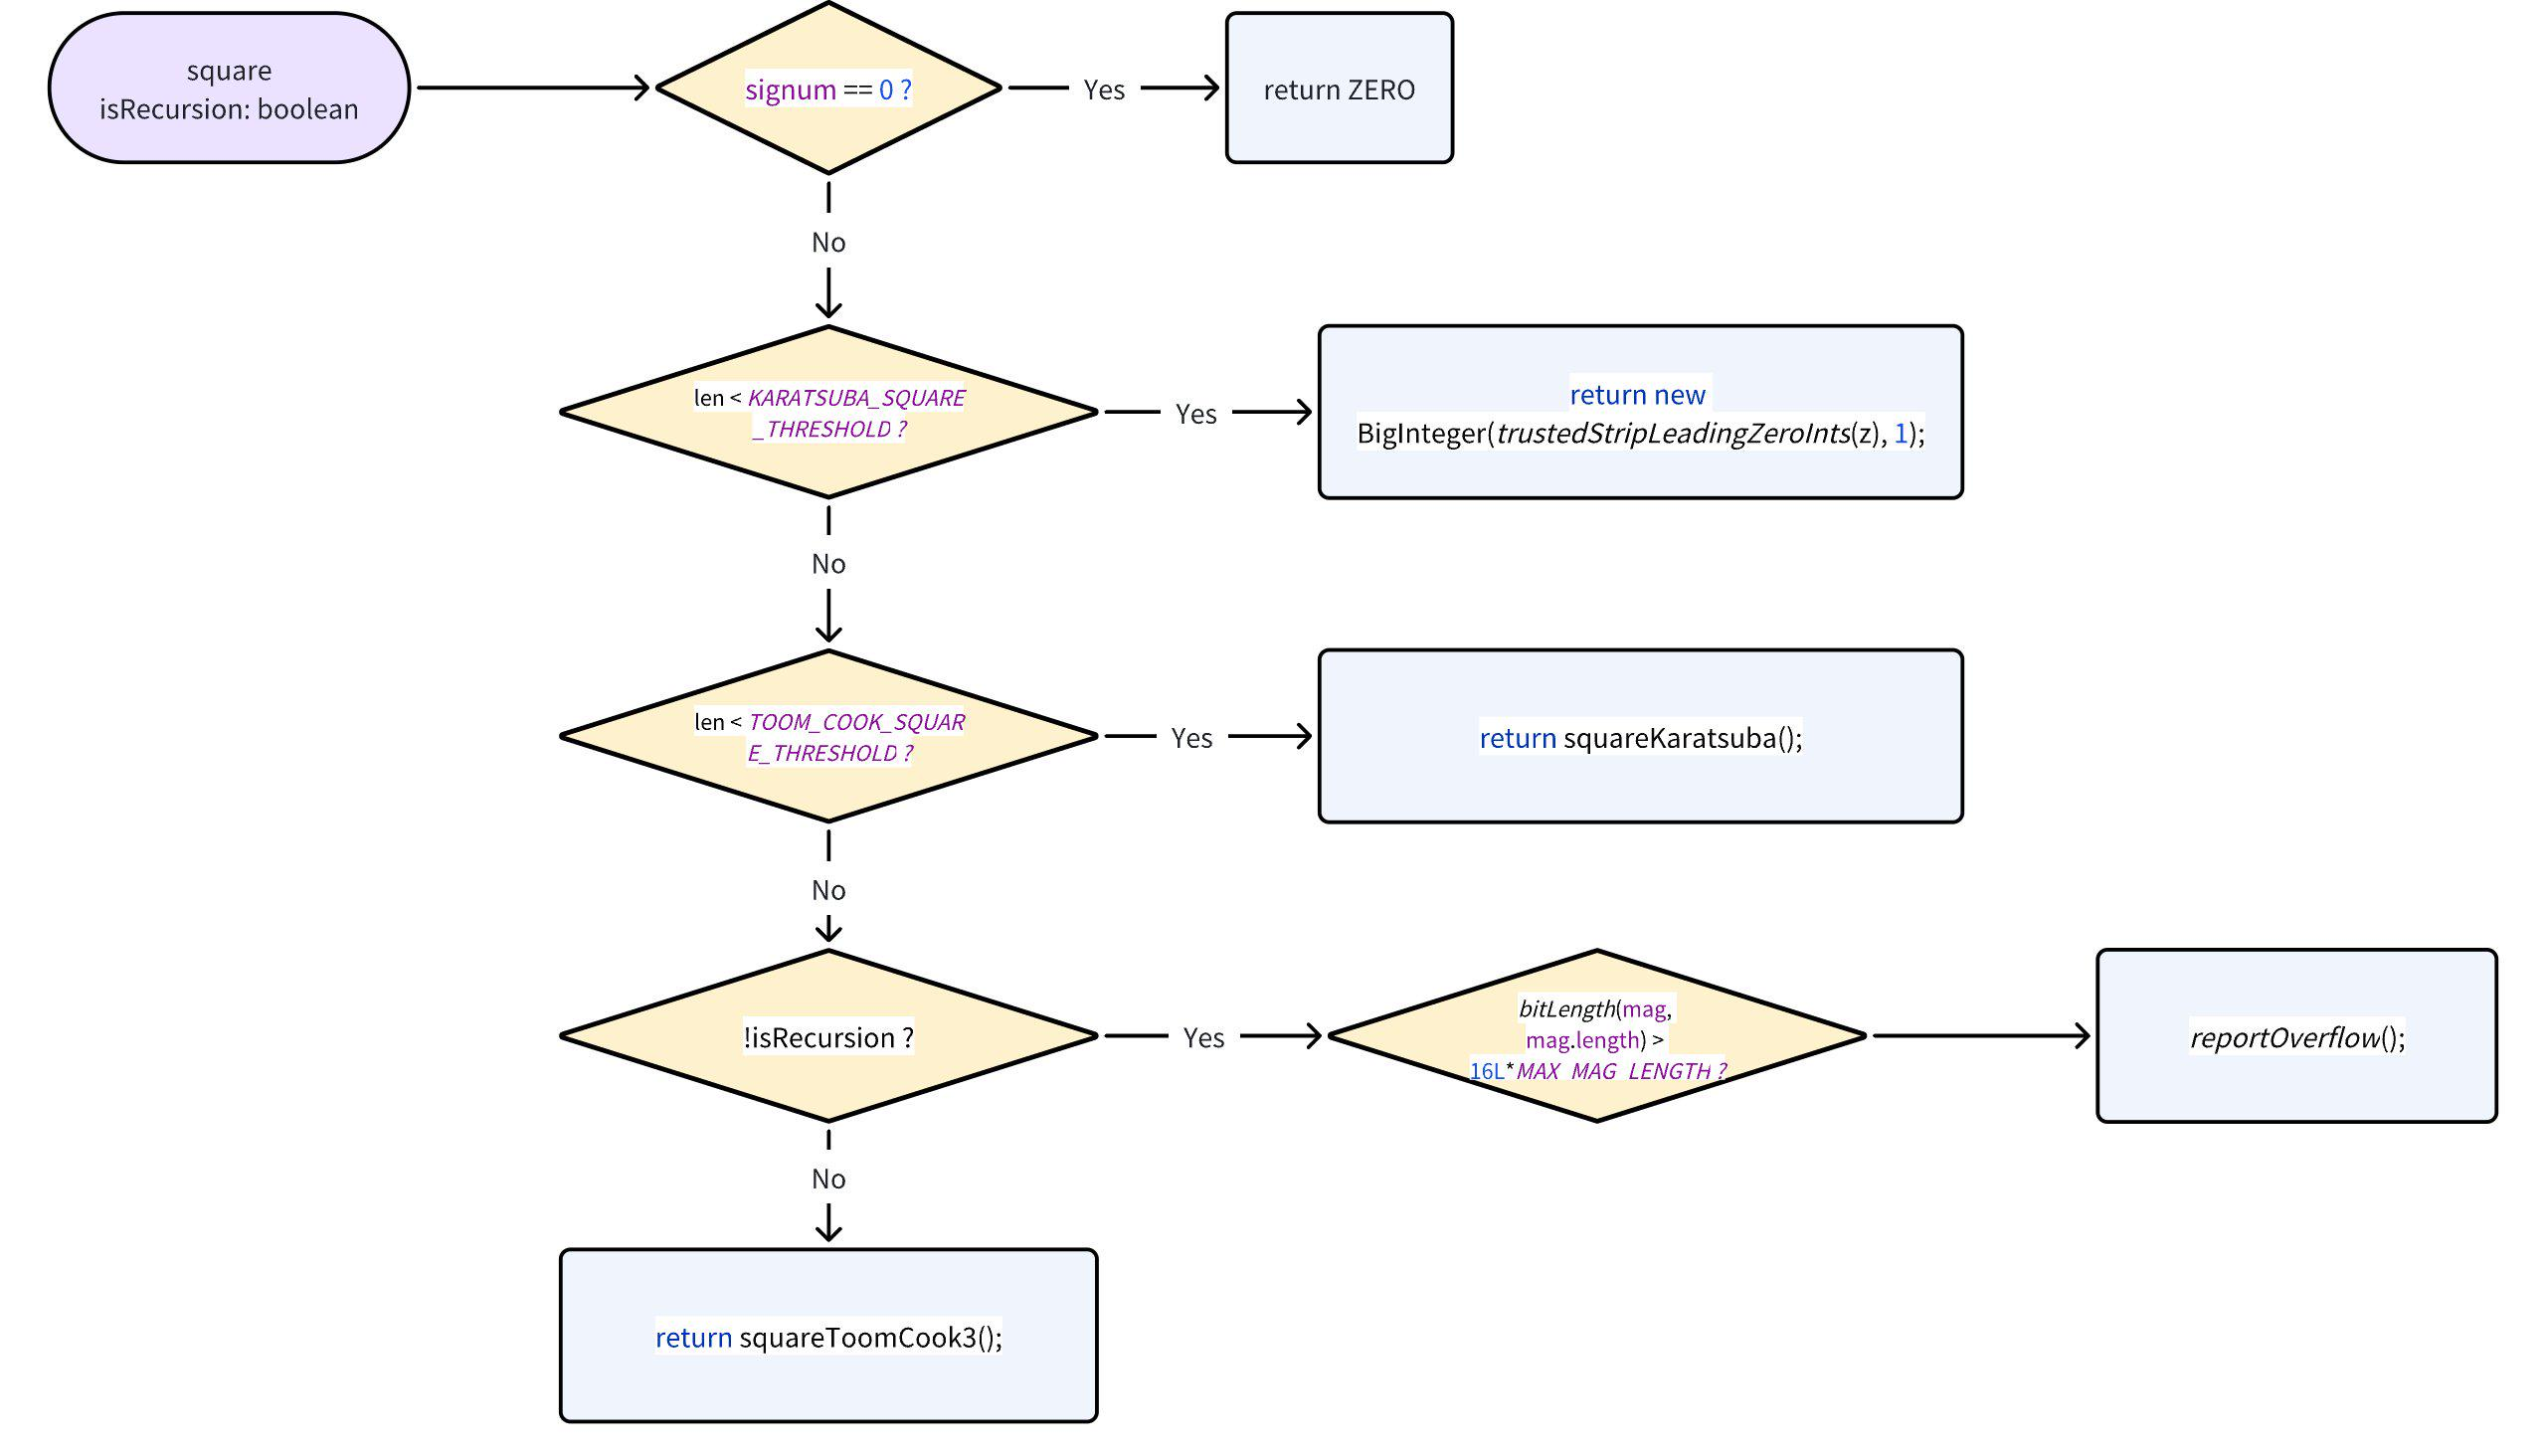 square
isRecursion: boolean
signum == 0 ?
Yes
return ZERO
No
len < KARATSUBA_SQUARE
_THRESHOLD ?
Yes
return new
BigInteger(trustedStripLeadingZeroInts(z), 1);
No
len < TOOM_COOK_SQUAR
E_THRESHOLD ?
Yes
return squareKaratsuba();
No
!isRecursion ?
Yes
bitLength(mag,
mag.length) >
16L*MAX_MAG_LENGTH ?
reportOverflow();
No
return squareToomCook3();